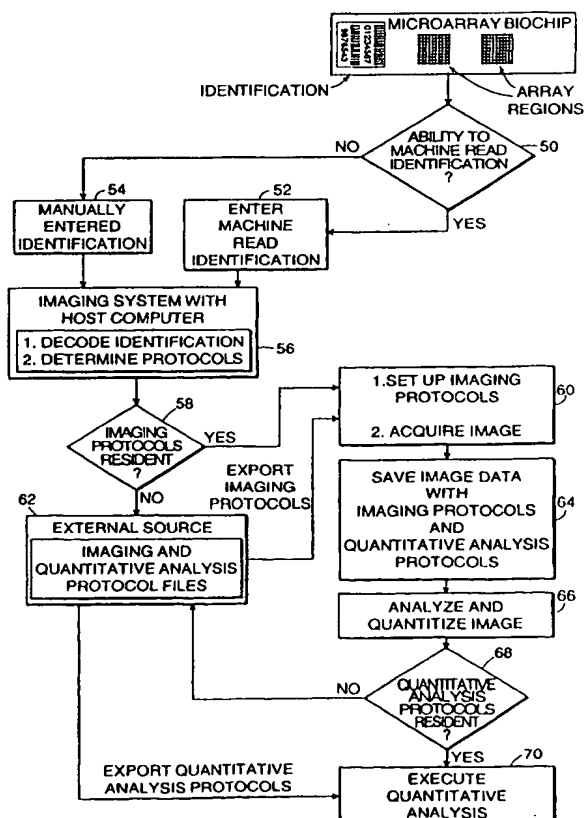 MICROARRAY BIOCHIP
01234567
9876543
IDENTIFICATION
ARRAY
REGIONS
ABILITY TO
MACHINE READ
IDENTIFICATION
?
50
NO
YES
54
MANUALLY
ENTERED
IDENTIFICATION
52
ENTER
MACHINE
READ
IDENTIFICATION
IMAGING SYSTEM WITH
HOST COMPUTER
1. DECODE IDENTIFICATION
2. DETERMINE PROTOCOLS
56
58
IMAGING
PROTOCOLS
RESIDENT
?
YES
NO
1.SET UP IMAGING
PROTOCOLS
2. ACQUIRE IMAGE
60
EXPORT
IMAGING
PROTOCOLS
62
EXTERNAL SOURCE
IMAGING AND
QUANTITATIVE ANALYSIS
PROTOCOL FILES
SAVE IMAGE DATA
WITH
IMAGING PROTOCOLS
AND
QUANTITATIVE ANALYSIS
PROTOCOLS
64
ANALYZE AND
QUANTITIZE IMAGE
66
68
QUANTITATIVE
ANALYSIS
PROTOCOLS
RESIDENT
?
NO
YES
EXPORT QUANTITATIVE
ANALYSIS PROTOCOLS
70
EXECUTE
QUANTITATIVE
ANALYSIS